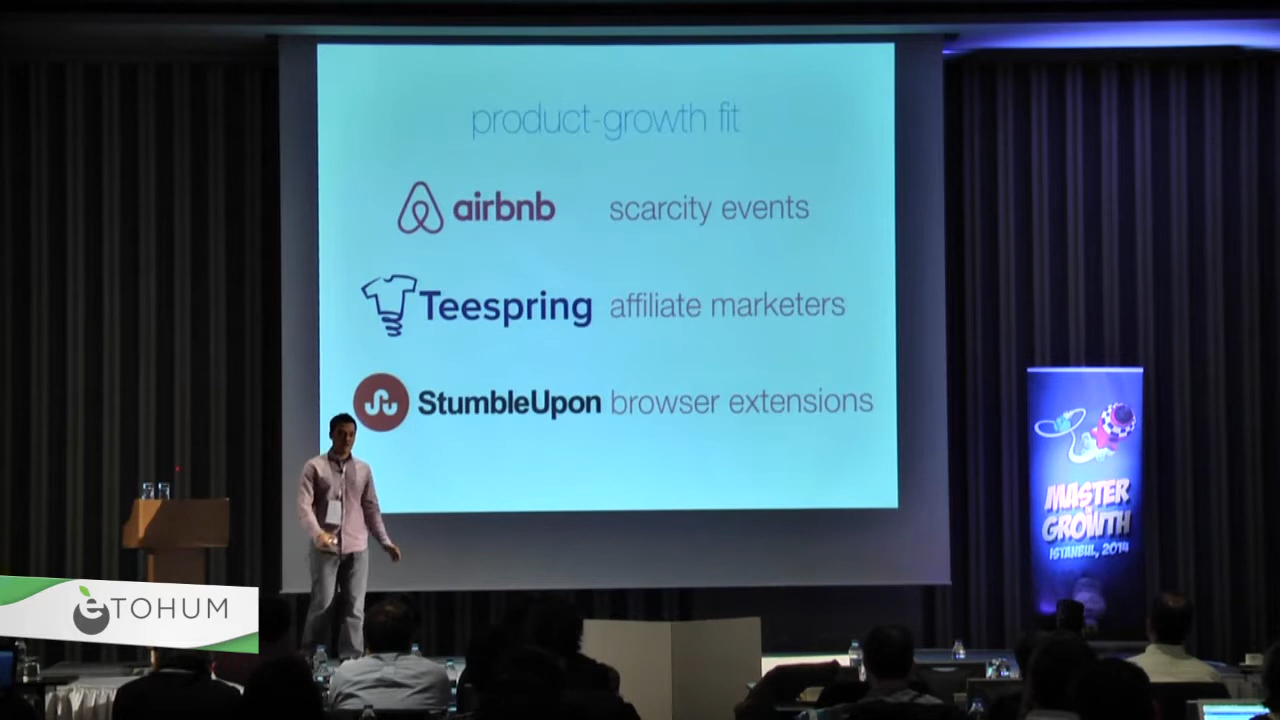 product-growth fit
airbnb scarcity events
Teespring affiliate marketers
StumbleUpon browser extensions
MASTER
GROWTH
ISTANBUL, 2014
eTOHUM